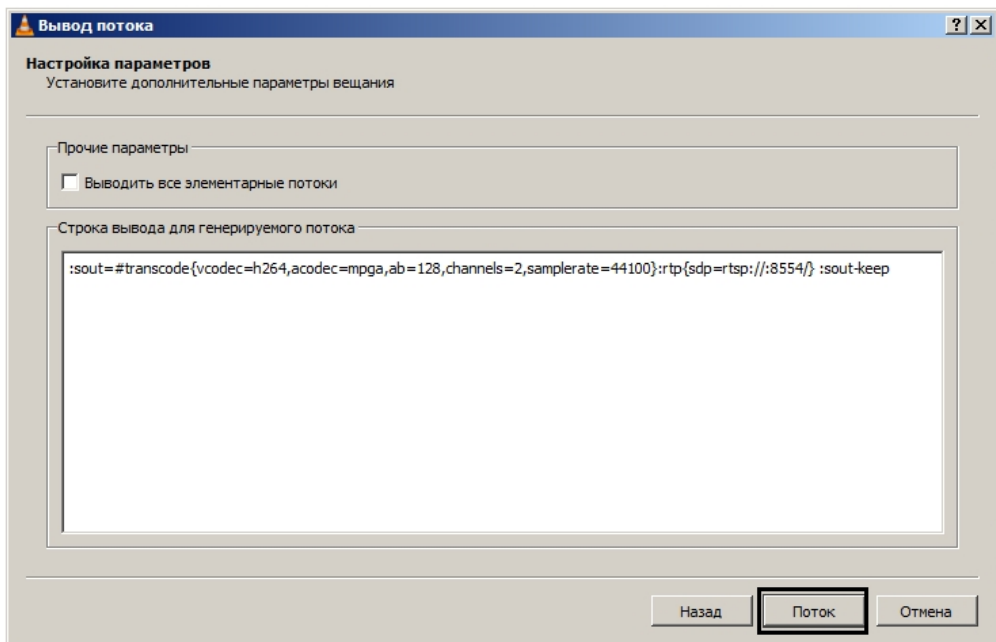 Вывод потока
Настройка параметров
Установите дополнительные параметры вещания
Прочие параметры
Выводить все элементарные потоки
Строка вывода для генерируемого потока
:sout=#transcode{vcodec=h264,acodec=mpga,ab=128,channels=2,samplerate=44100}:rtp{sdp=rtsp://:8554/} :sout-keep
Назад
Поток
Отмена